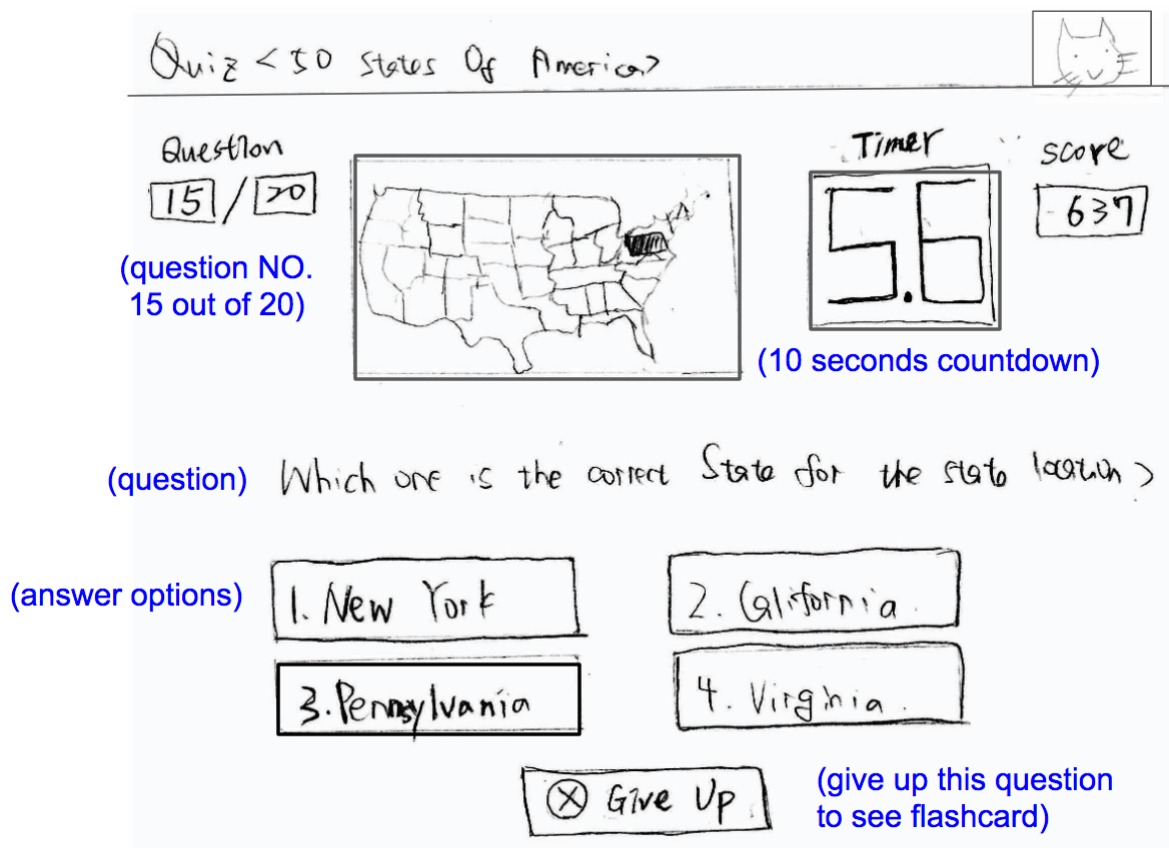 Quiz <50 States Of America>
Question
15/20
(question NO.
15 out of 20)
Timer
5.6
(10 seconds countdown)
score
637
(question) Which one is the correct State for the state location?
(answer options)
1. New York
2. California.
3. Pennsylvania
4. Virginia.
Give Up
(give up this question
to see flashcard)